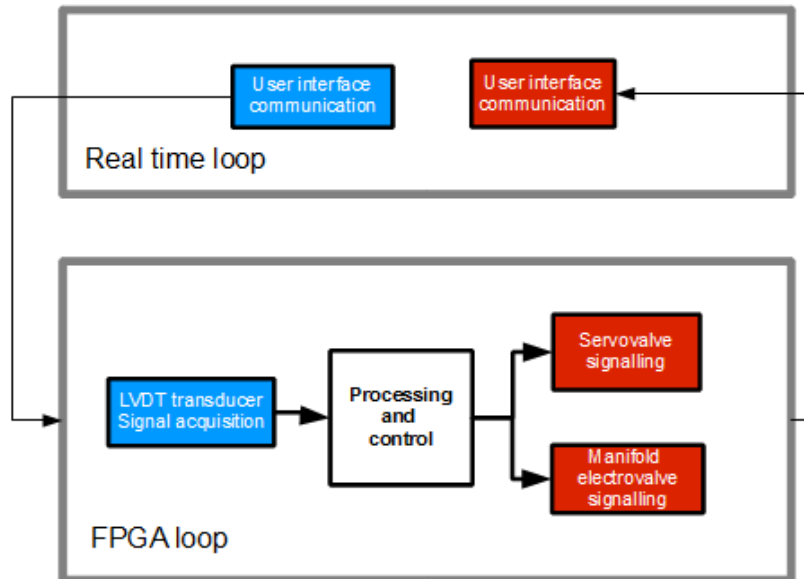 User interface
communication
User interface
communication
Real time loop
Servovalve
signalling
LVDT transducer
Signal acquisition
Processing
and
control
Manifold
electrovalve
signalling
FPGA loop